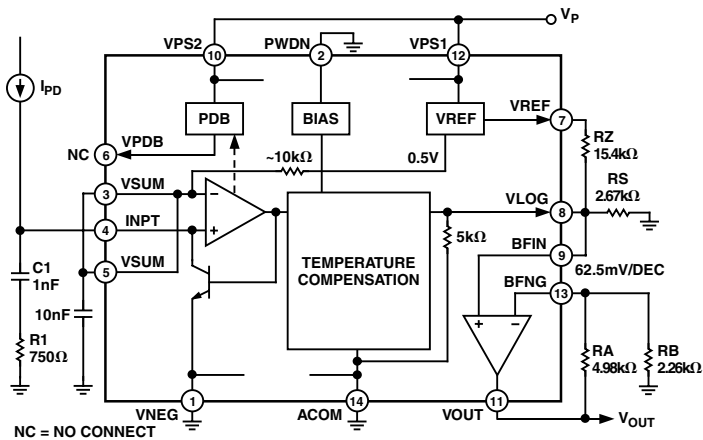 V_P
VPS2
PWDN
VPS1
10
2
12
I_PD
PDB
BIAS
VREF
VREF
7
VPDB
RZ
15.4kΩ
NC
6
~10kΩ
0.5V
RS
2.67kΩ
3
VSUM
−
VLOG
8
4
INPT
+
5kΩ
BFIN
9
5
VSUM
TEMPERATURE
COMPENSATION
62.5mV/DEC
BFNG
13
C1
1nF
10nF
+
−
R1
750Ω
RA
4.98kΩ
RB
2.26kΩ
1
14
11
VNEG
ACOM
VOUT
V_OUT
NC = NO CONNECT